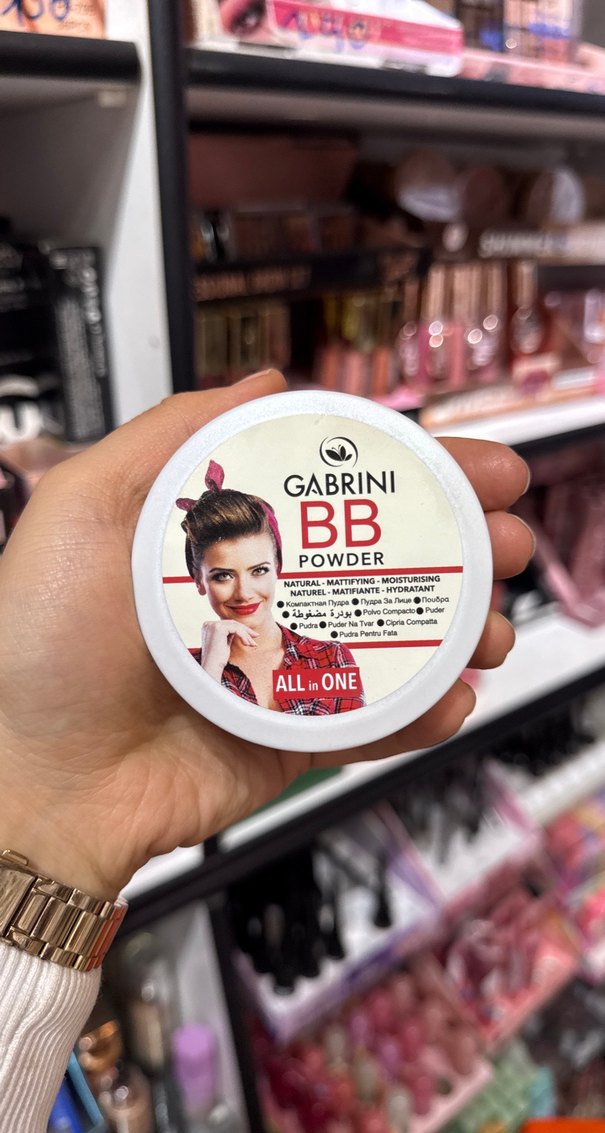 GABRINI
BB
POWDER
NATURAL - MATTIFYING - MOISTURISING
NATUREL - MATIFIANTE - HYDRATANT
● Компактная Пудра ● Пудра За Лице ● Πουδρα
● بودرة مضغوطة ● Polvo Compacto ● Puder
● Pudra ● Puder Na Tvar ● Cipria Compatta
● Pudra Pentru Fata
ALL in ONE